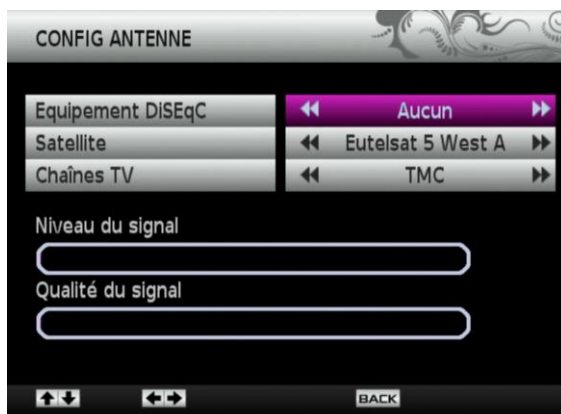 CONFIG ANTENNE
Equipement DiSEqC Aucun
Satellite Eutelsat 5 West A
Chaînes TV TMC
Niveau du signal
Qualité du signal
BACK